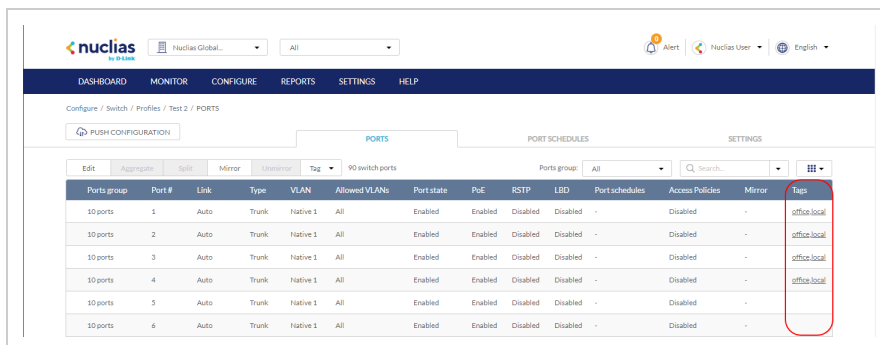 nuclias
by D-Link
Nuclias Global...
All
0
Alert
Nuclias User
English
DASHBOARD MONITOR CONFIGURE REPORTS SETTINGS HELP
Configure / Switch / Profiles / Test 2 / PORTS
PUSH CONFIGURATION
PORTS PORT SCHEDULES SETTINGS
Edit Aggregate Split Mirror Unmirror Tag 90 switch ports Ports group: All Search...
Ports group Port # Link Type VLAN Allowed VLANs Port state PoE RSTP LBD Port schedules Access Policies Mirror Tags
10 ports 1 Auto Trunk Native 1 All Enabled Enabled Disabled Disabled - Disabled - office,local
10 ports 2 Auto Trunk Native 1 All Enabled Enabled Disabled Disabled - Disabled - office,local
10 ports 3 Auto Trunk Native 1 All Enabled Enabled Disabled Disabled - Disabled - office,local
10 ports 4 Auto Trunk Native 1 All Enabled Enabled Disabled Disabled - Disabled - office,local
10 ports 5 Auto Trunk Native 1 All Enabled Enabled Disabled Disabled - Disabled -
10 ports 6 Auto Trunk Native 1 All Enabled Enabled Disabled Disabled - Disabled -